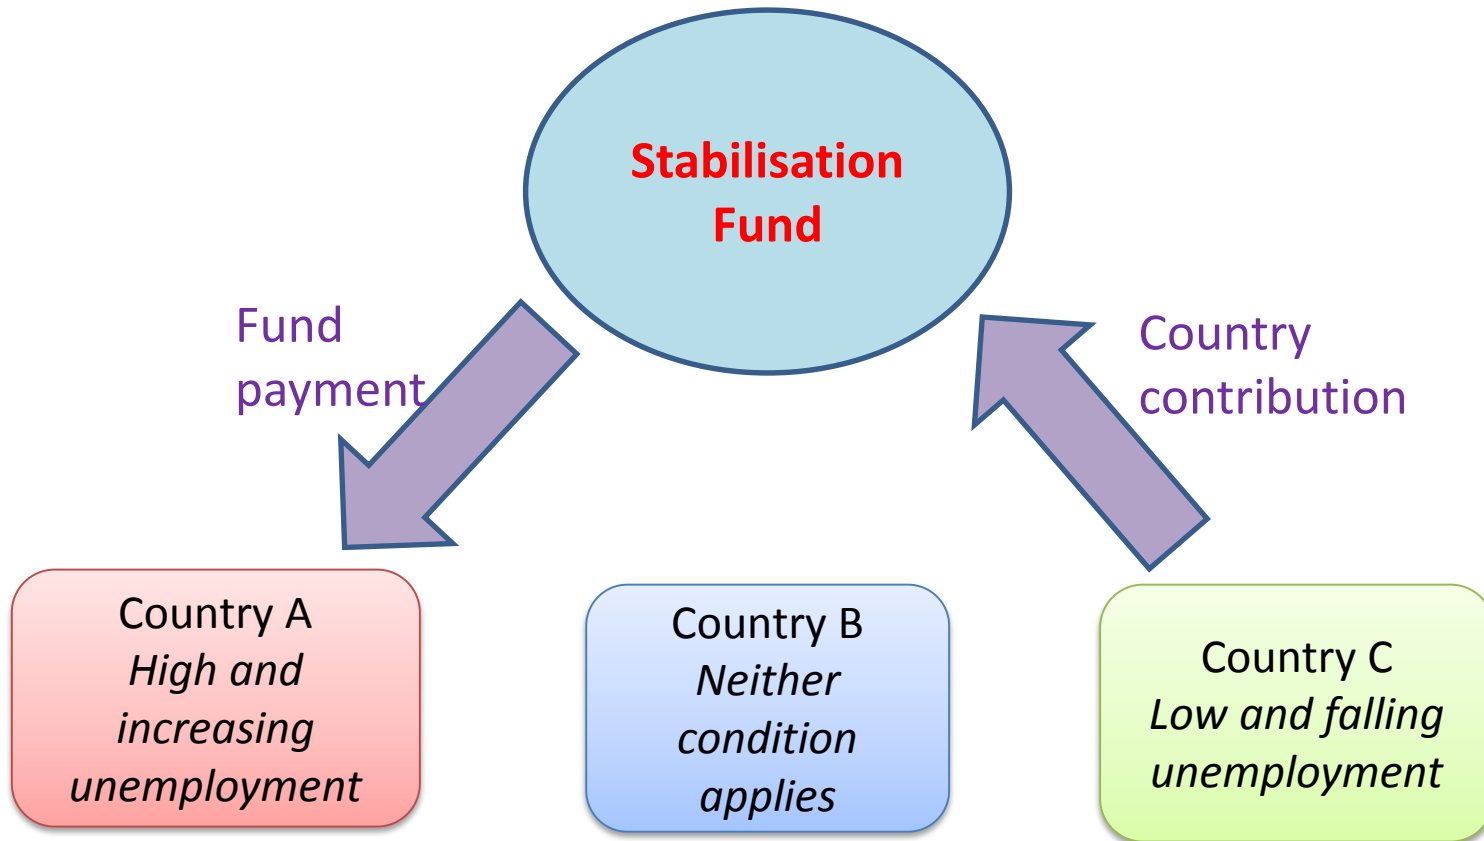 Stabilisation
Fund
Fund
payment
Country
contribution
Country A
High and
increasing
unemployment
Country B
Neither
condition
applies
Country C
Low and falling
unemployment